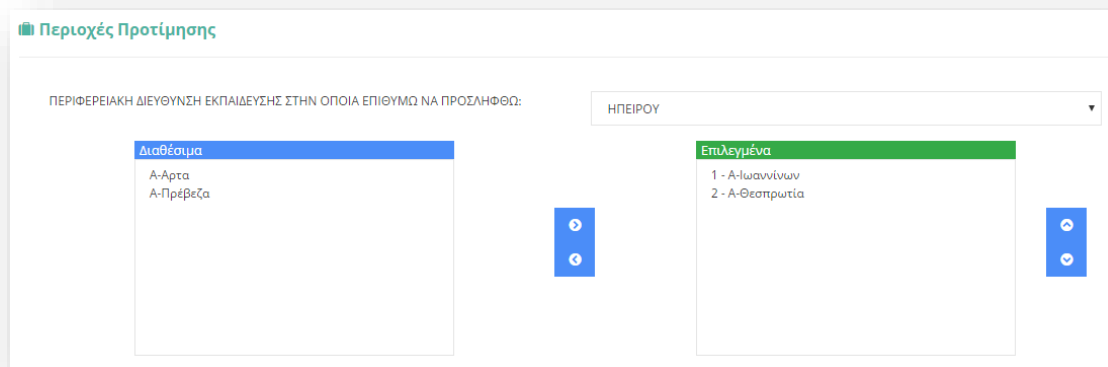 Περιοχές Προτίμησης
ΠΕΡΙΦΕΡΕΙΑΚΗ ΔΙΕΥΘΥΝΣΗ ΕΚΠΑΙΔΕΥΣΗΣ ΣΤΗΝ ΟΠΟΙΑ ΕΠΙΘΥΜΩ ΝΑ ΠΡΟΣΛΗΦΘΩ:
ΗΠΕΙΡΟΥ
Διαθέσιμα
Α-Αρτα
Α-Πρέβεζα
Επιλεγμένα
1 - Α-Ιωαννίνων
2 - Α-Θεσπρωτία